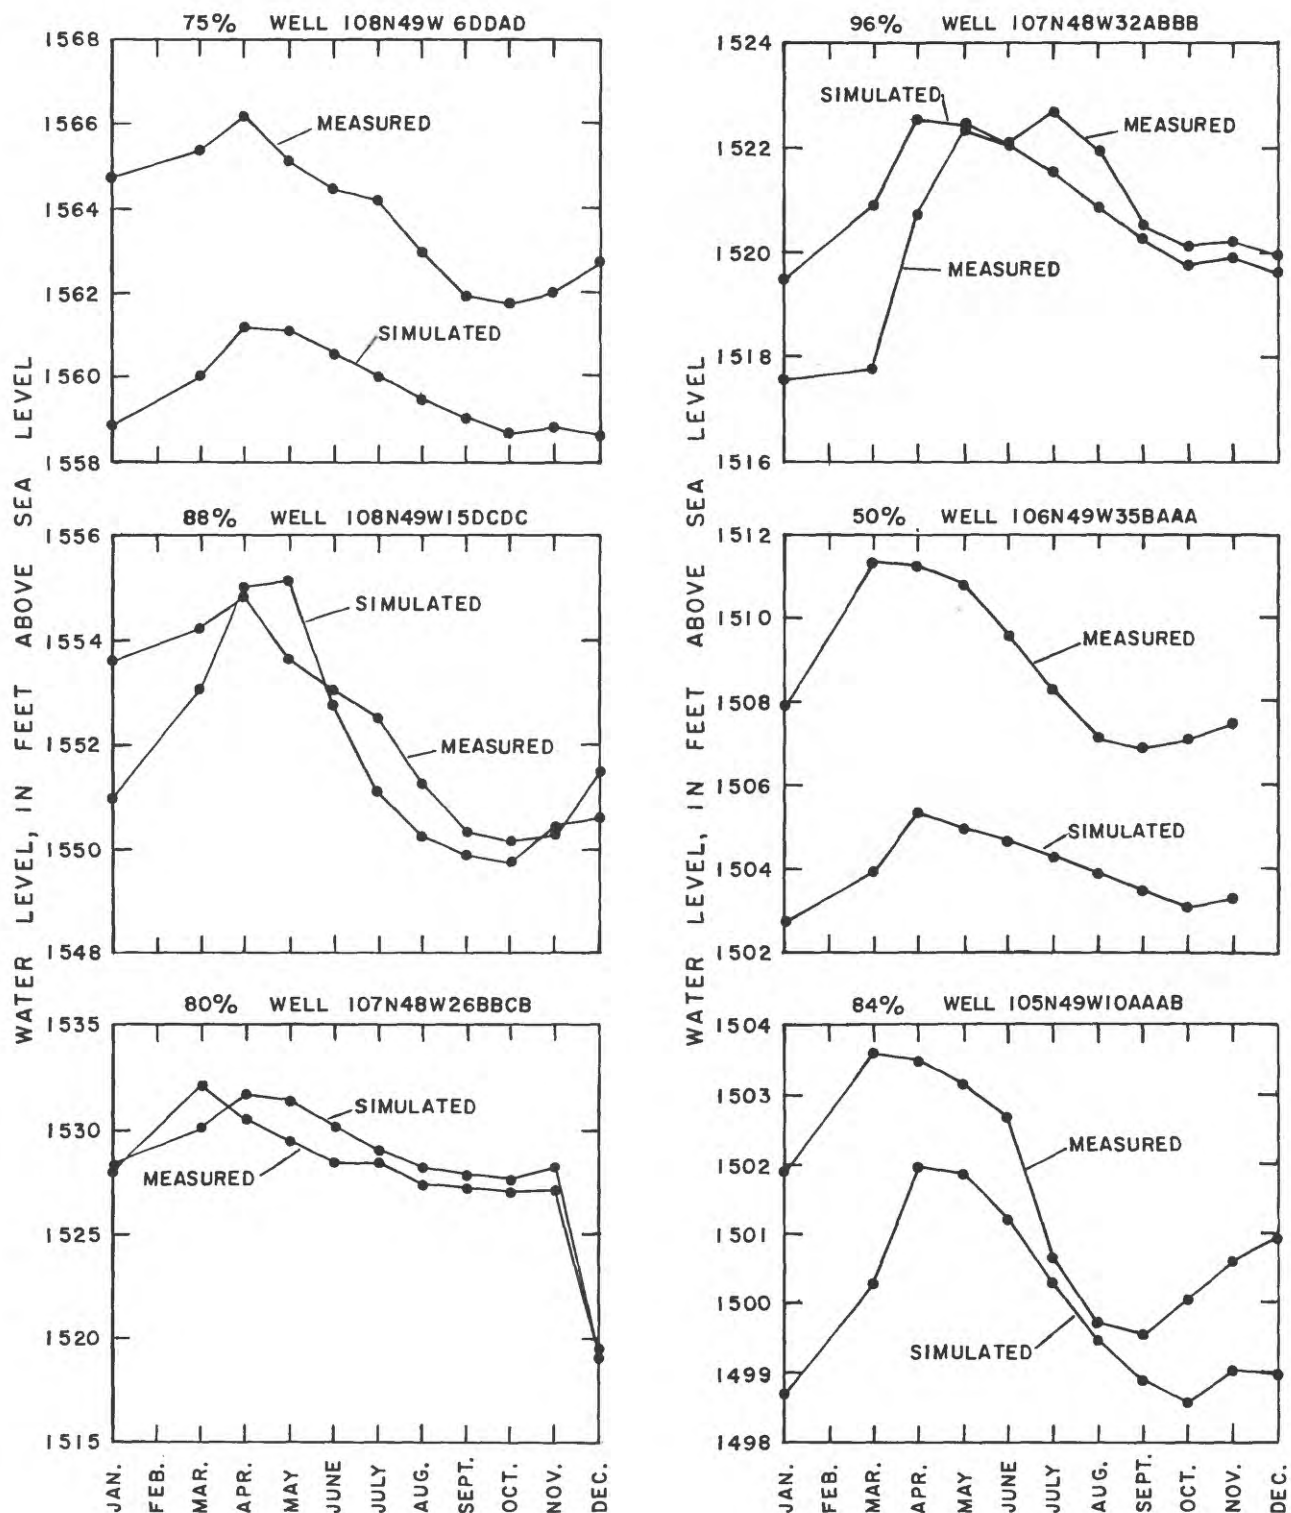 WATER LEVEL, IN FEET ABOVE SEA LEVEL
75% WELL 108N49W 6DDAD
1568
1566
1564
1562
1560
1558
MEASURED
SIMULATED
88% WELL 108N49W15DCDC
1556
1554
1552
1550
1548
SIMULATED
MEASURED
80% WELL 107N48W26BBCB
1535
1530
1525
1520
1515
SIMULATED
MEASURED
JAN.
FEB.
MAR.
APR.
MAY
JUNE
JULY
AUG.
SEPT.
OCT.
NOV.
DEC.
WATER LEVEL, IN FEET ABOVE SEA LEVEL
96% WELL 107N48W32ABBB
1524
1522
1520
1518
1516
SIMULATED
MEASURED
MEASURED
50% WELL 106N49W35BAAA
1512
1510
1508
1506
1504
1502
MEASURED
SIMULATED
84% WELL 105N49W10AAAB
1504
1503
1502
1501
1500
1499
1498
MEASURED
SIMULATED
JAN.
FEB.
MAR.
APR.
MAY
JUNE
JULY
AUG.
SEPT.
OCT.
NOV.
DEC.